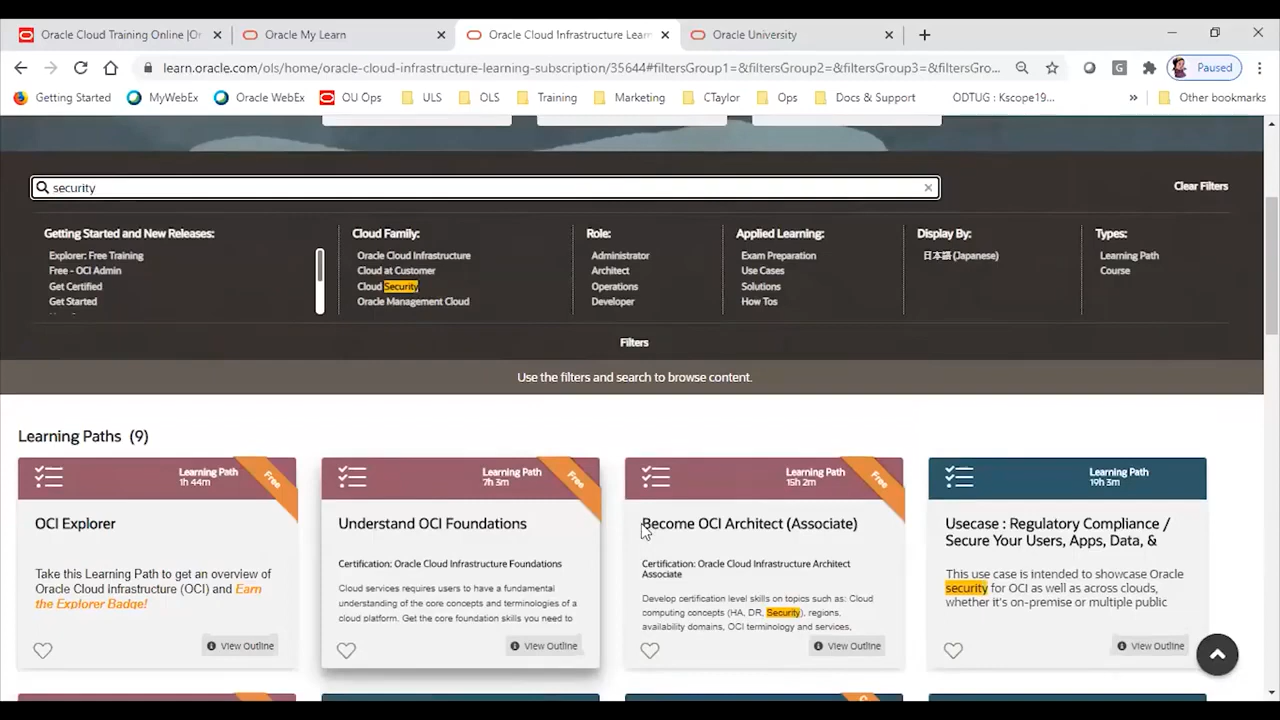 Oracle Cloud Training Online | O
Oracle My Learn
Oracle Cloud Infrastructure Learn
Oracle University
learn.oracle.com/ols/home/oracle-cloud-infrastructure-learning-subscription/35644#filtersGroup1=&filtersGroup2=&filtersGroup3=&filtersGro...
Paused
Getting Started
MyWebEx
Oracle WebEx
OU Ops
ULS
OLS
Training
Marketing
CTaylor
Ops
Docs & Support
ODTUG : Kscope19...
»
Other bookmarks
security
Clear Filters
Getting Started and New Releases:
Explorer: Free Training
Free - OCI Admin
Get Certified
Get Started
Cloud Family:
Oracle Cloud Infrastructure
Cloud at Customer
Cloud Security
Oracle Management Cloud
Role:
Administrator
Architect
Operations
Developer
Applied Learning:
Exam Preparation
Use Cases
Solutions
How Tos
Display By:
日本語 (Japanese)
Types:
Learning Path
Course
Filters
Use the filters and search to browse content.
Learning Paths (9)
Learning Path
1h 44m
Free
OCI Explorer
Take this Learning Path to get an overview of
Oracle Cloud Infrastructure (OCI) and Earn
the Explorer Badge!
View Outline
Learning Path
7h 3m
Free
Understand OCI Foundations
Certification: Oracle Cloud Infrastructure Foundations
Cloud services requires users to have a fundamental
understanding of the core concepts and terminologies of a
cloud platform. Get the core foundation skills you need to
View Outline
Learning Path
15h 2m
Free
Become OCI Architect (Associate)
Certification: Oracle Cloud Infrastructure Architect
Associate
Develop certification level skills on topics such as: Cloud
computing concepts (HA, DR, Security), regions,
availability domains, OCI terminology and services,
View Outline
Learning Path
19h 3m
Usecase : Regulatory Compliance /
Secure Your Users, Apps, Data, &
This use case is intended to showcase Oracle
security for OCI as well as across clouds,
whether it's on-premise or multiple public
View Outline